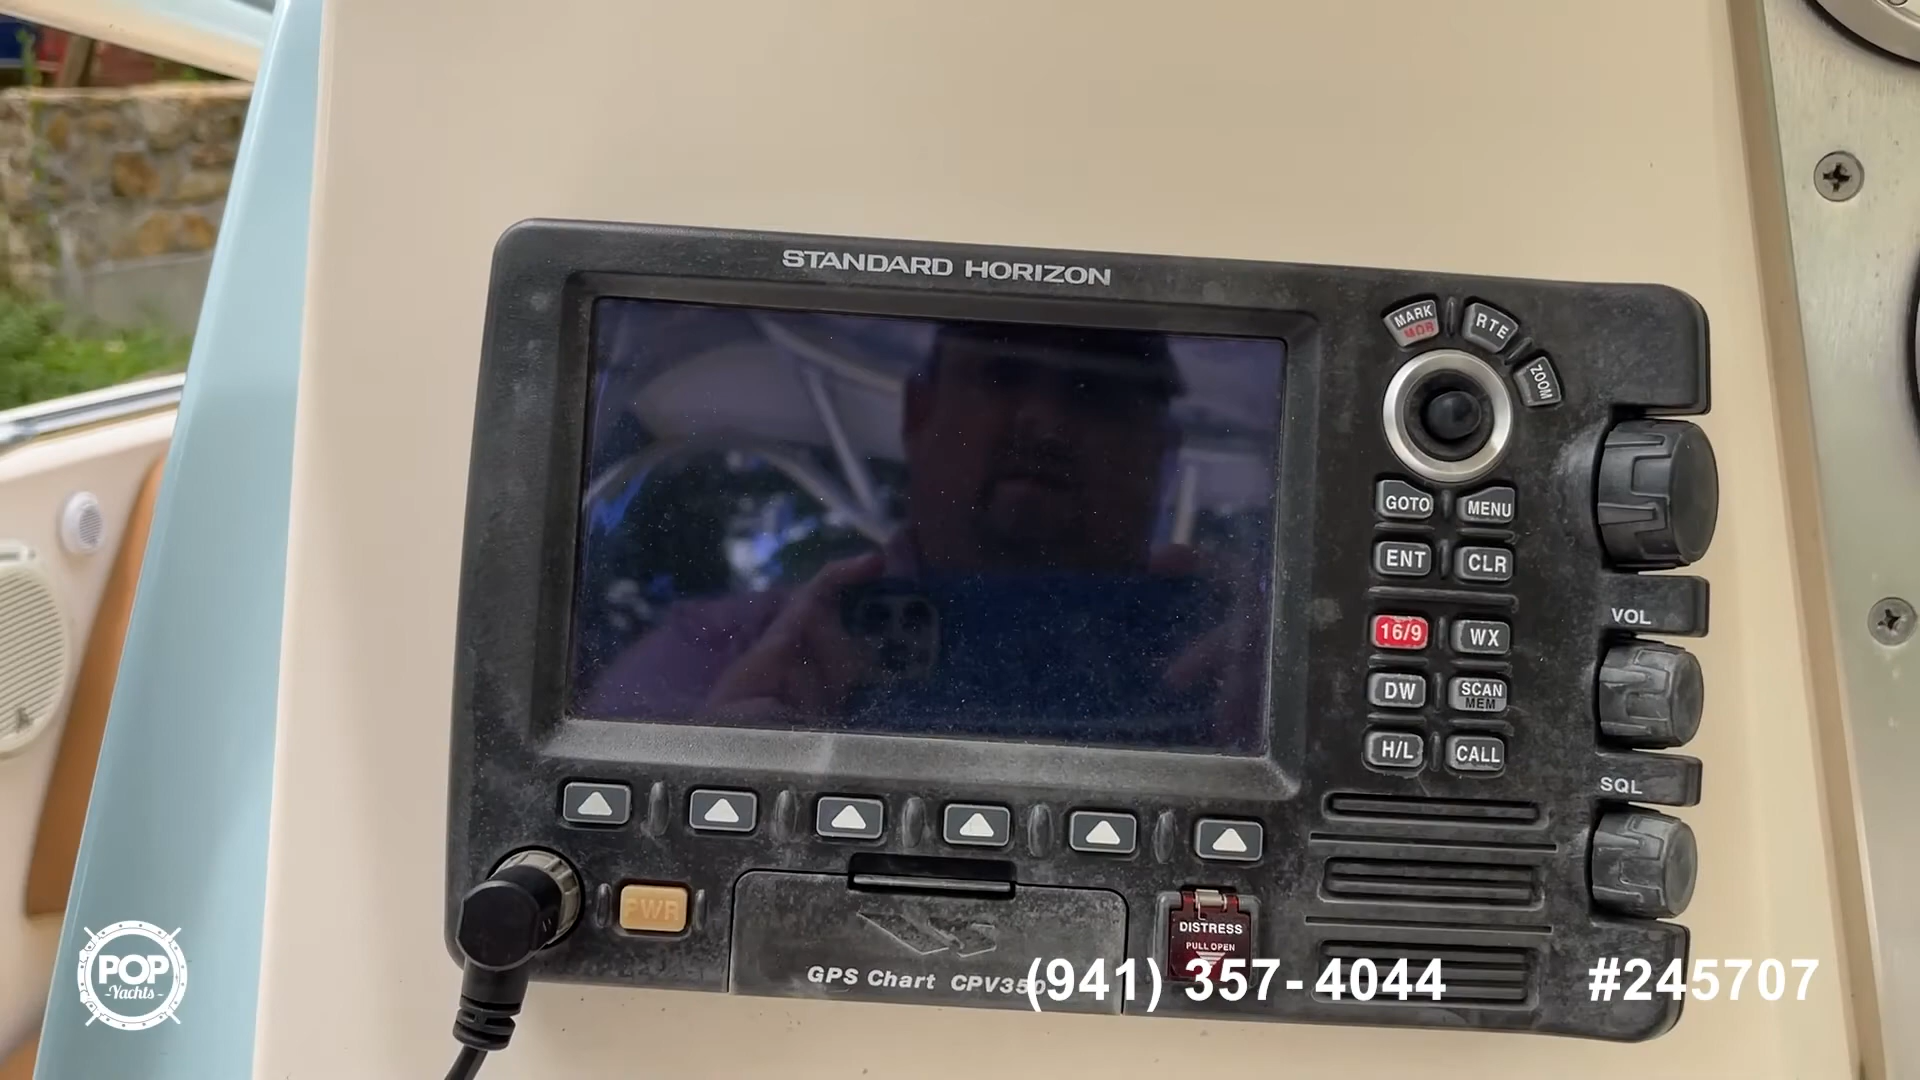 STANDARD HORIZON
MARK
MOB
RTE
ZOOM
GOTO
MENU
ENT
CLR
16/9
WX
VOL
DW
SCAN
MEM
H/L
CALL
SQL
PWR
DISTRESS
PULL OPEN
GPS Chart CPV350
(941) 357-4044
#245707
POP
-Yachts-